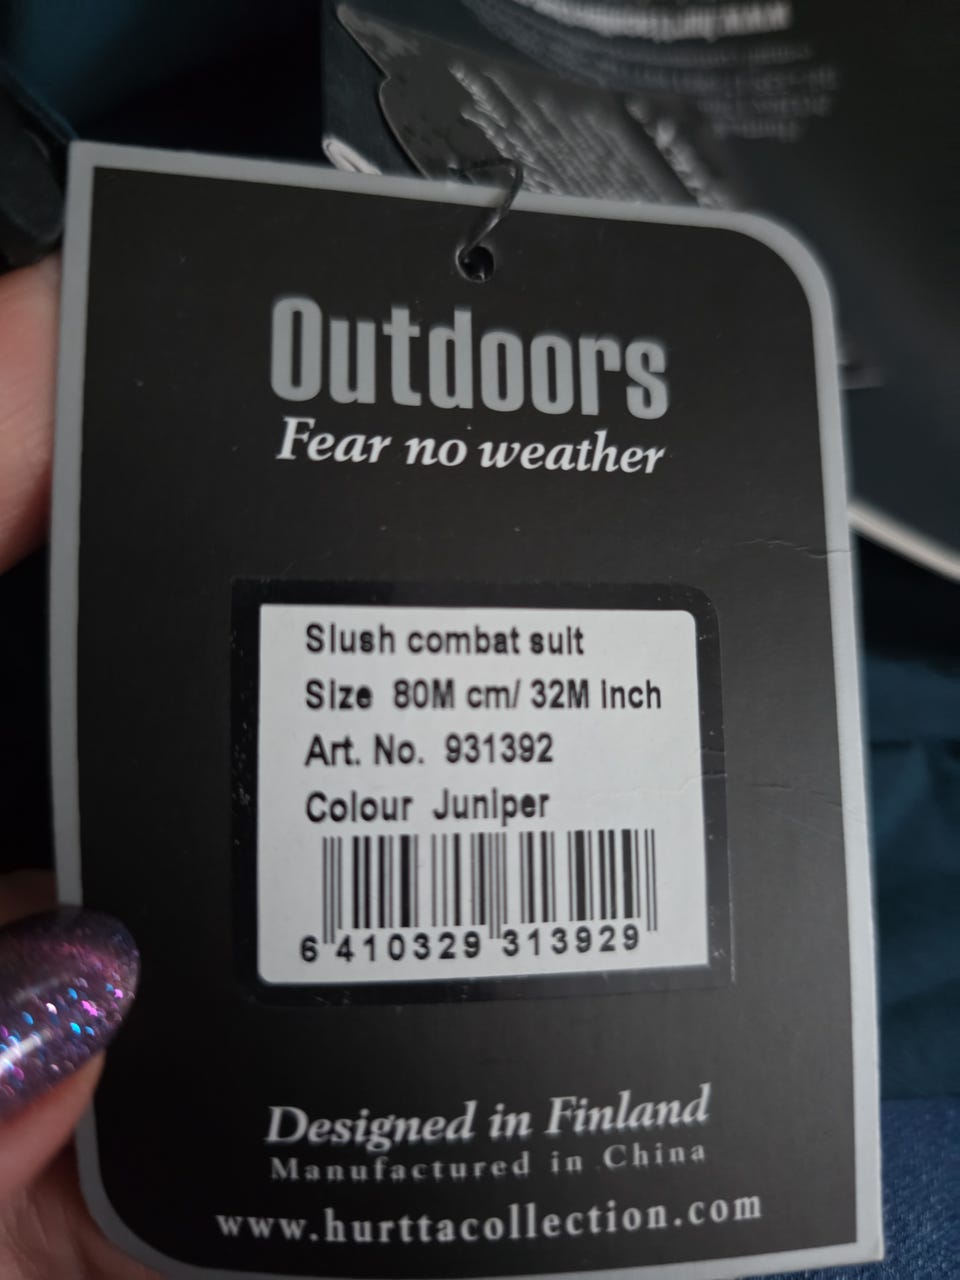 Outdoors
Fear no weather
Slush combat suit
Size 80M cm/ 32M inch
Art. No. 931392
Colour Juniper
6 410329 313929
Designed in Finland
Manufactured in China
www.hurttacollection.com